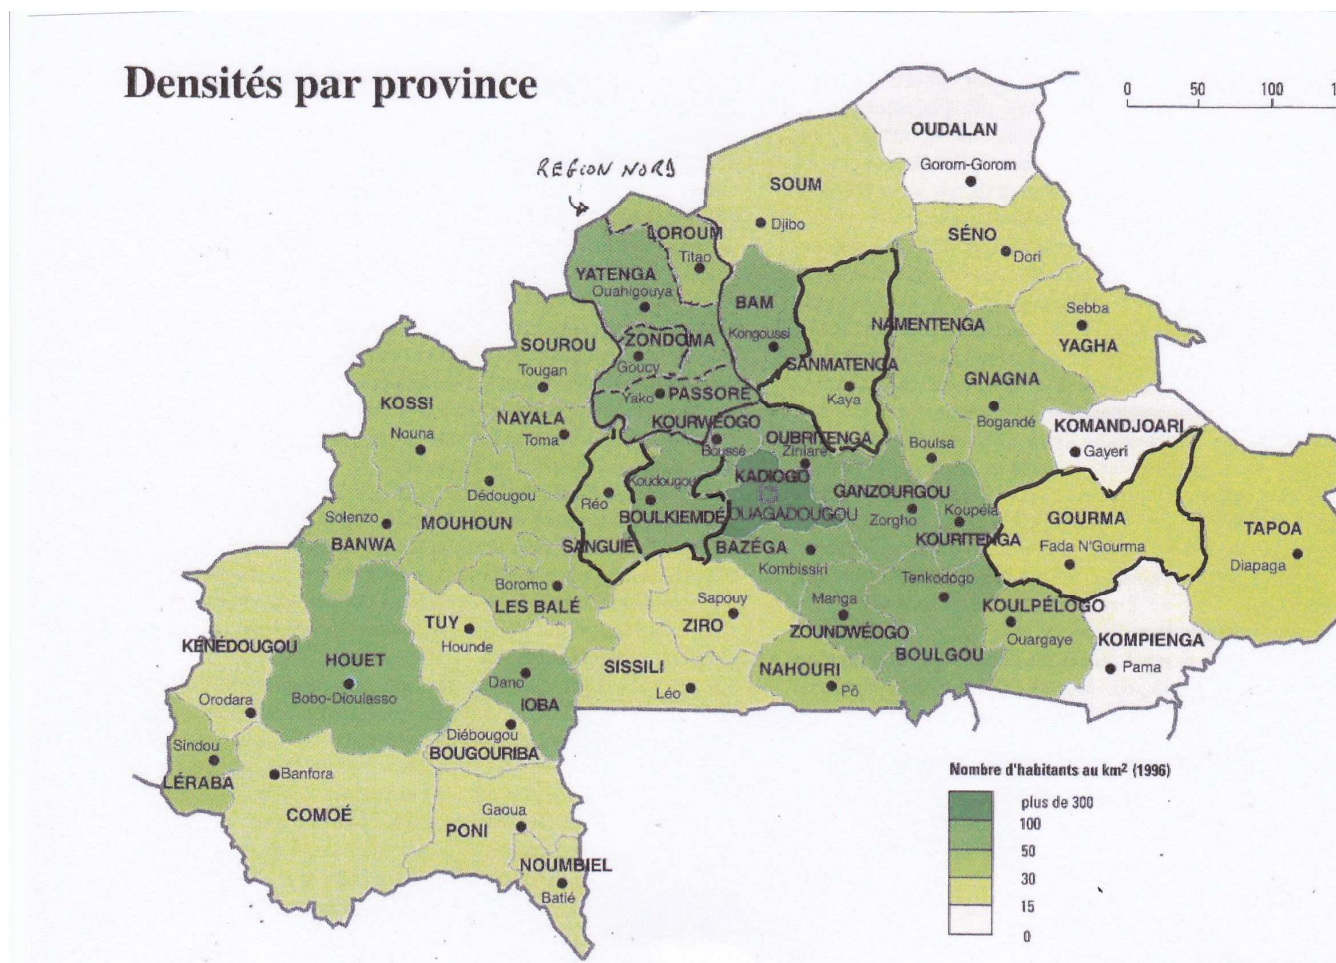 Densités par province
0 50 100 1
REGION NORD
OUDALAN
Gorom-Gorom
SOUM
Djibo
SÉNO
Dori
LOROUM
Titao
YATENGA
Ouahigouya
BAM
Kongoussi
Sebba
YAGHA
NAMENTENGA
Boulsa
SANMATENGA
Kaya
ZONDOMA
Goucy
SOUROU
Tougan
GNAGNA
Bogandé
PASSORÉ
Yako
KOSSI
Nouna
NAYALA
Toma
KOURWÉOGO
Boussé
OUBRITENGA
Ziniaré
KOMANDJOARI
Gayeri
KADIOGO
OUAGADOUGOU
Koudougou
BOULKIEMDÉ
Réo
SANGUIÉ
Dédougou
MOUHOUN
GANZOURGOU
Zorgho
Koupéla
KOURITENGA
GOURMA
Fada N'Gourma
TAPOA
Diapaga
Solenzo
BANWA
BAZÉGA
Kombissiri
Tenkodogo
BOULGOU
Boromo
LES BALÉ
Sapouy
ZIRO
Manga
ZOUNDWÉOGO
KOULPÉLOGO
Ouargaye
KOMPIENGA
Pama
TUY
Hounde
KÉNÉDOUGOU
Orodara
HOUET
Bobo-Dioulasso
SISSILI
Léo
NAHOURI
Pô
Dano
IOBA
Diébougou
BOUGOURIBA
Sindou
LÉRABA
Banfora
COMOÉ
Gaoua
PONI
NOUMBIEL
Batié
Nombre d'habitants au km² (1996)
plus de 300
100
50
30
15
0